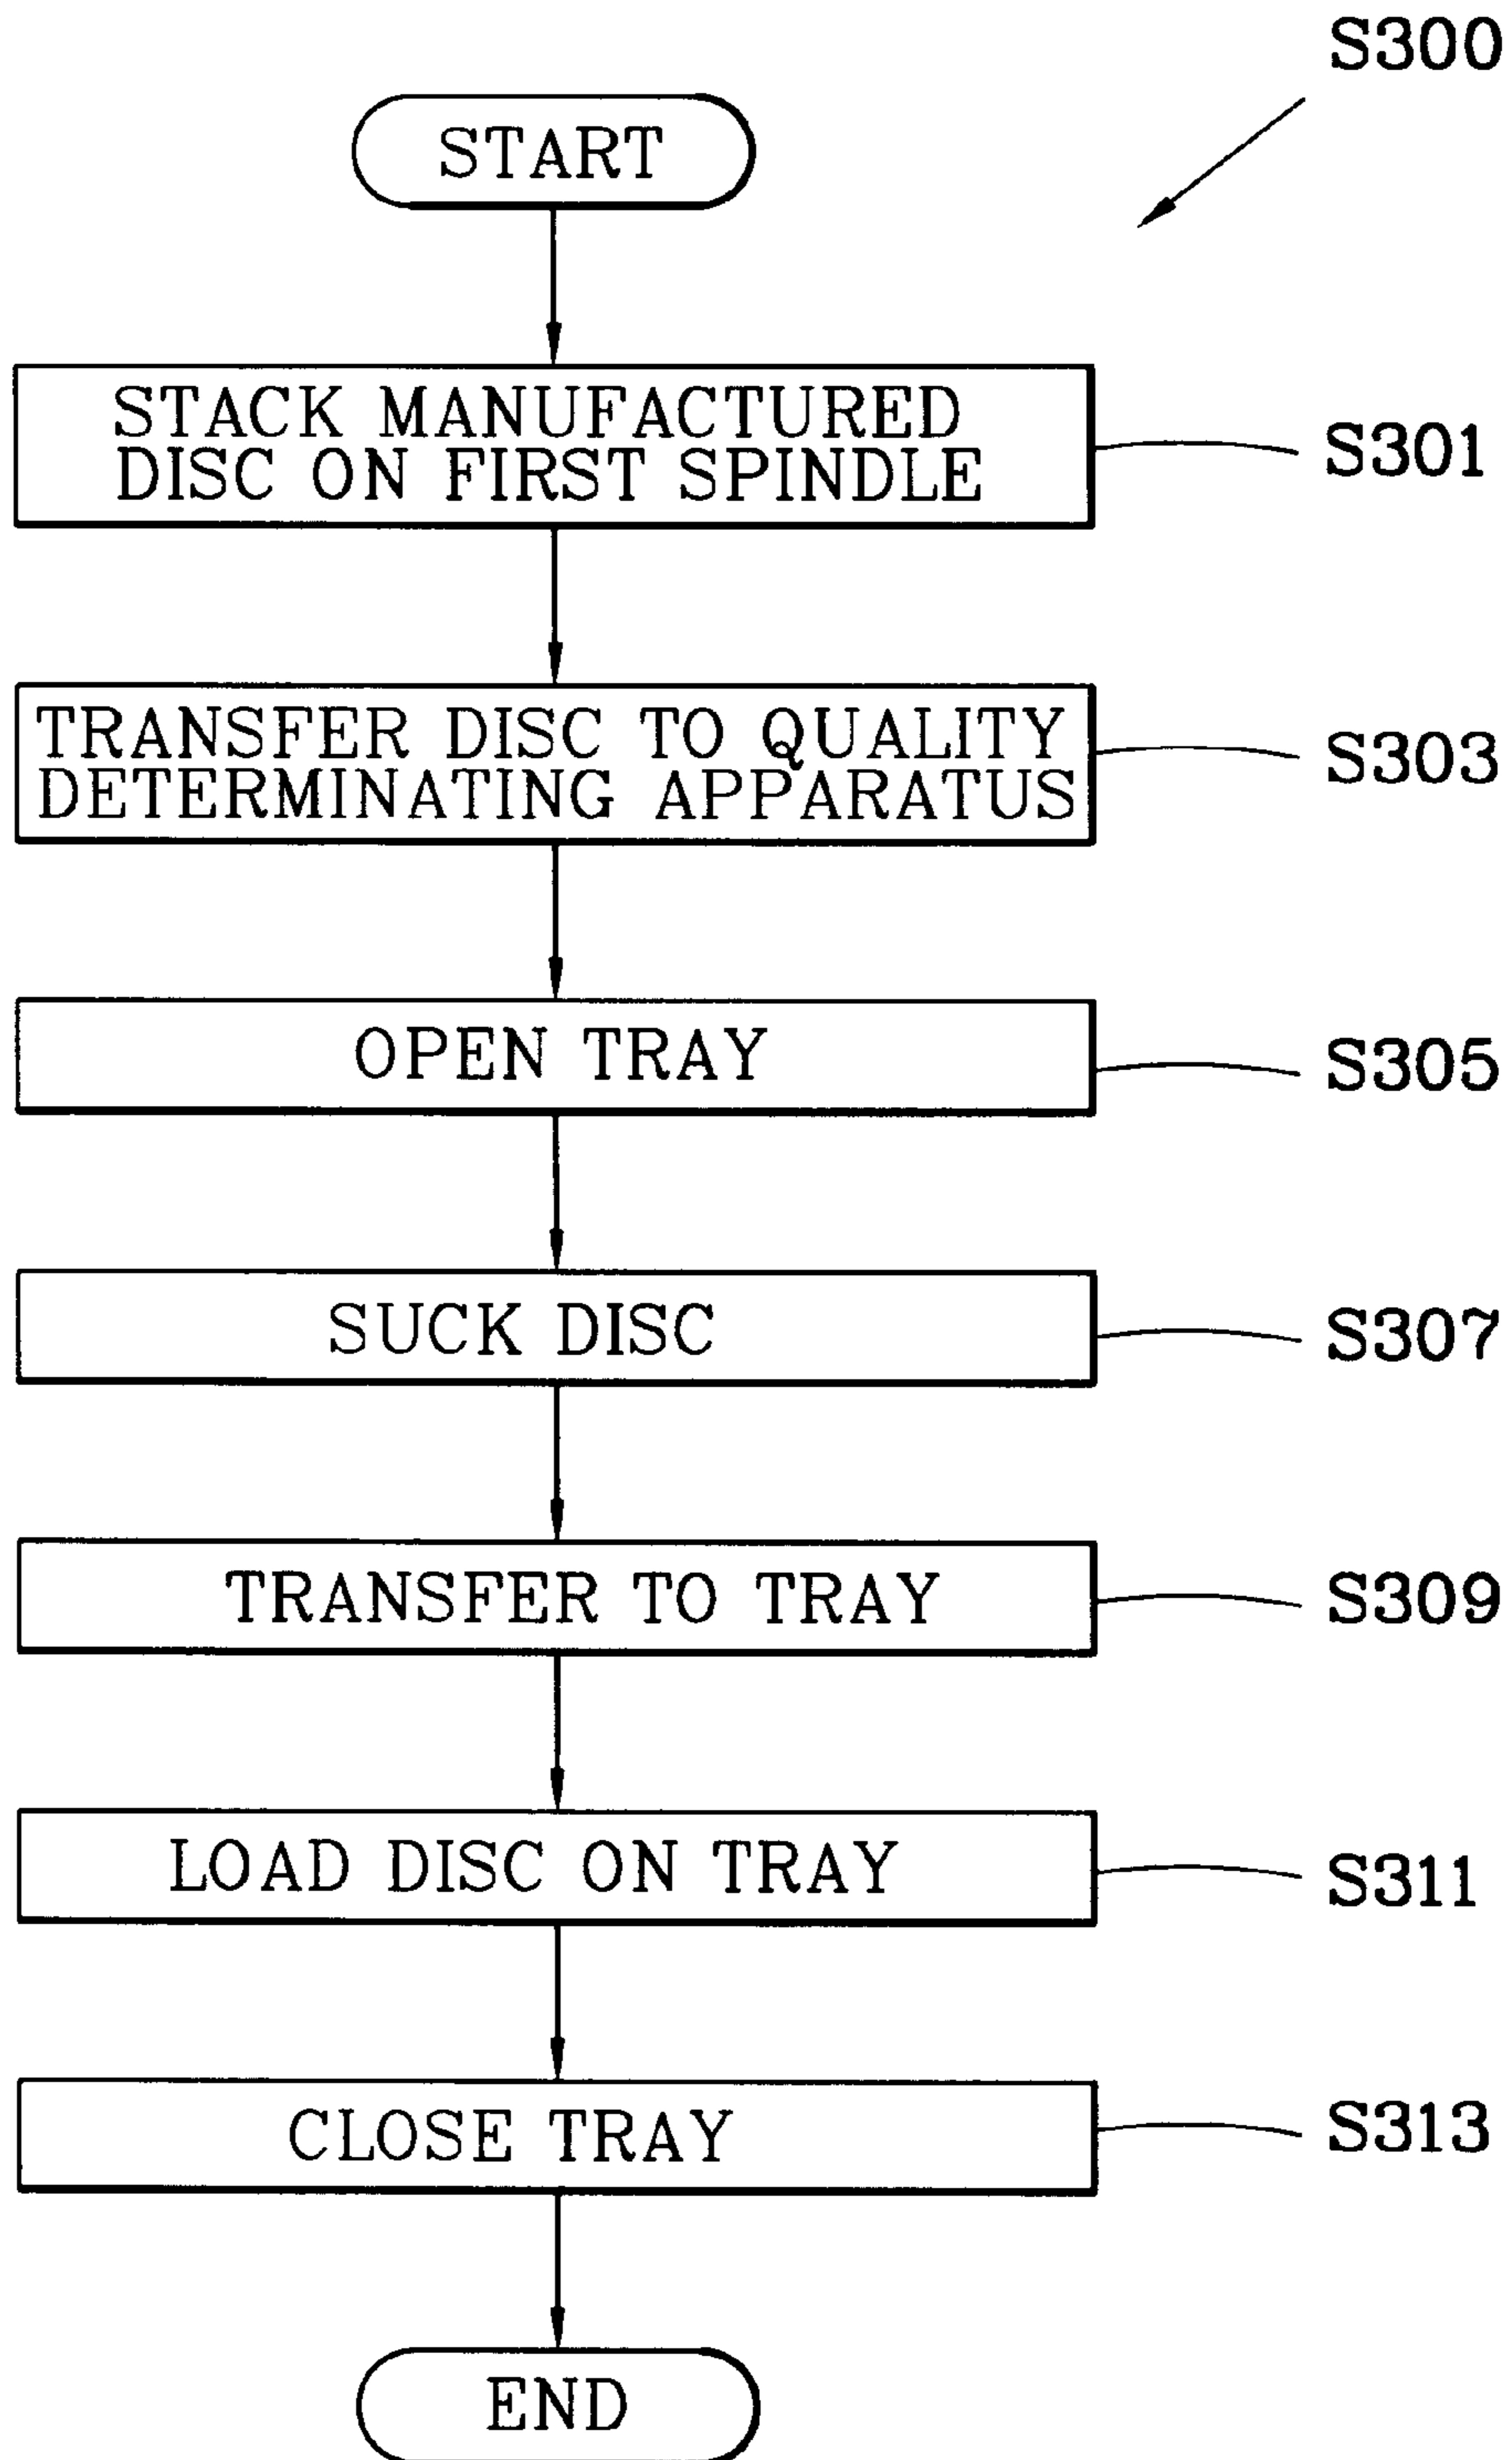 S300
START
STACK MANUFACTURED
DISC ON FIRST SPINDLE
S301
TRANSFER DISC TO QUALITY
DETERMINATING APPARATUS
S303
OPEN TRAY
S305
SUCK DISC
S307
TRANSFER TO TRAY
S309
LOAD DISC ON TRAY
S311
CLOSE TRAY
S313
END